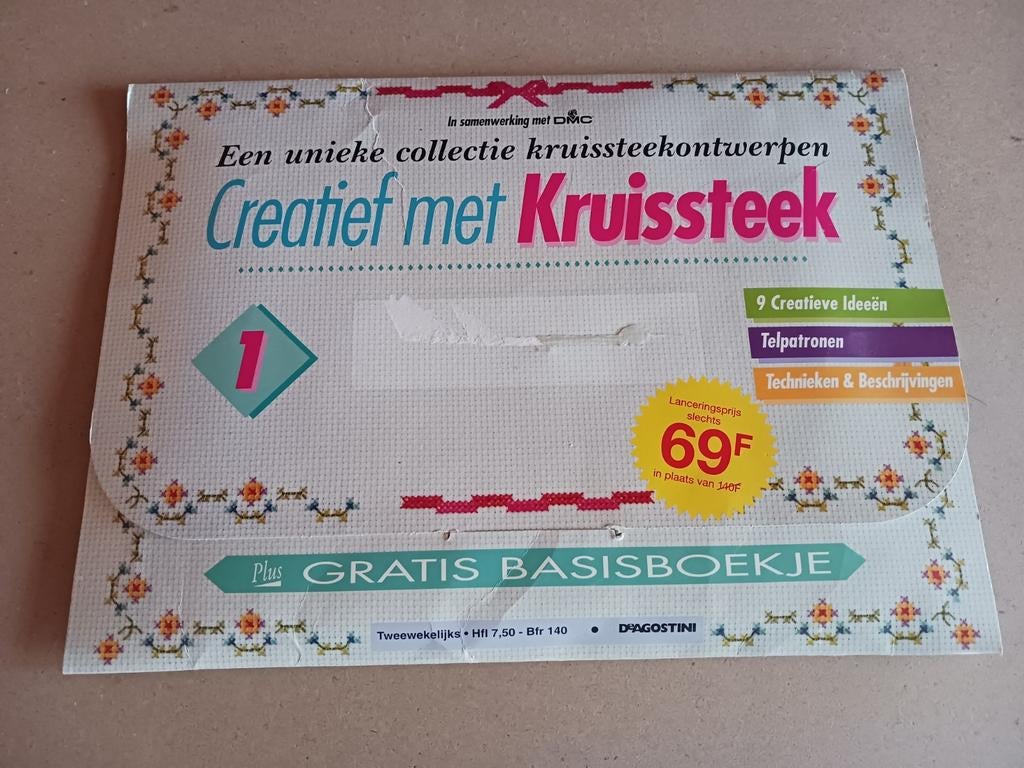 In samenwerking met DMC
Een unieke collectie kruissteekontwerpen
Creatief met Kruissteek
1
9 Creatieve Ideeën
Telpatronen
Technieken & Beschrijvingen
Lanceringsprijs
slechts
69F
in plaats van 140F
Plus GRATIS BASISBOEKJE
Tweewekelijks • Hfl 7,50 - Bfr 140 • DeAGOSTINI